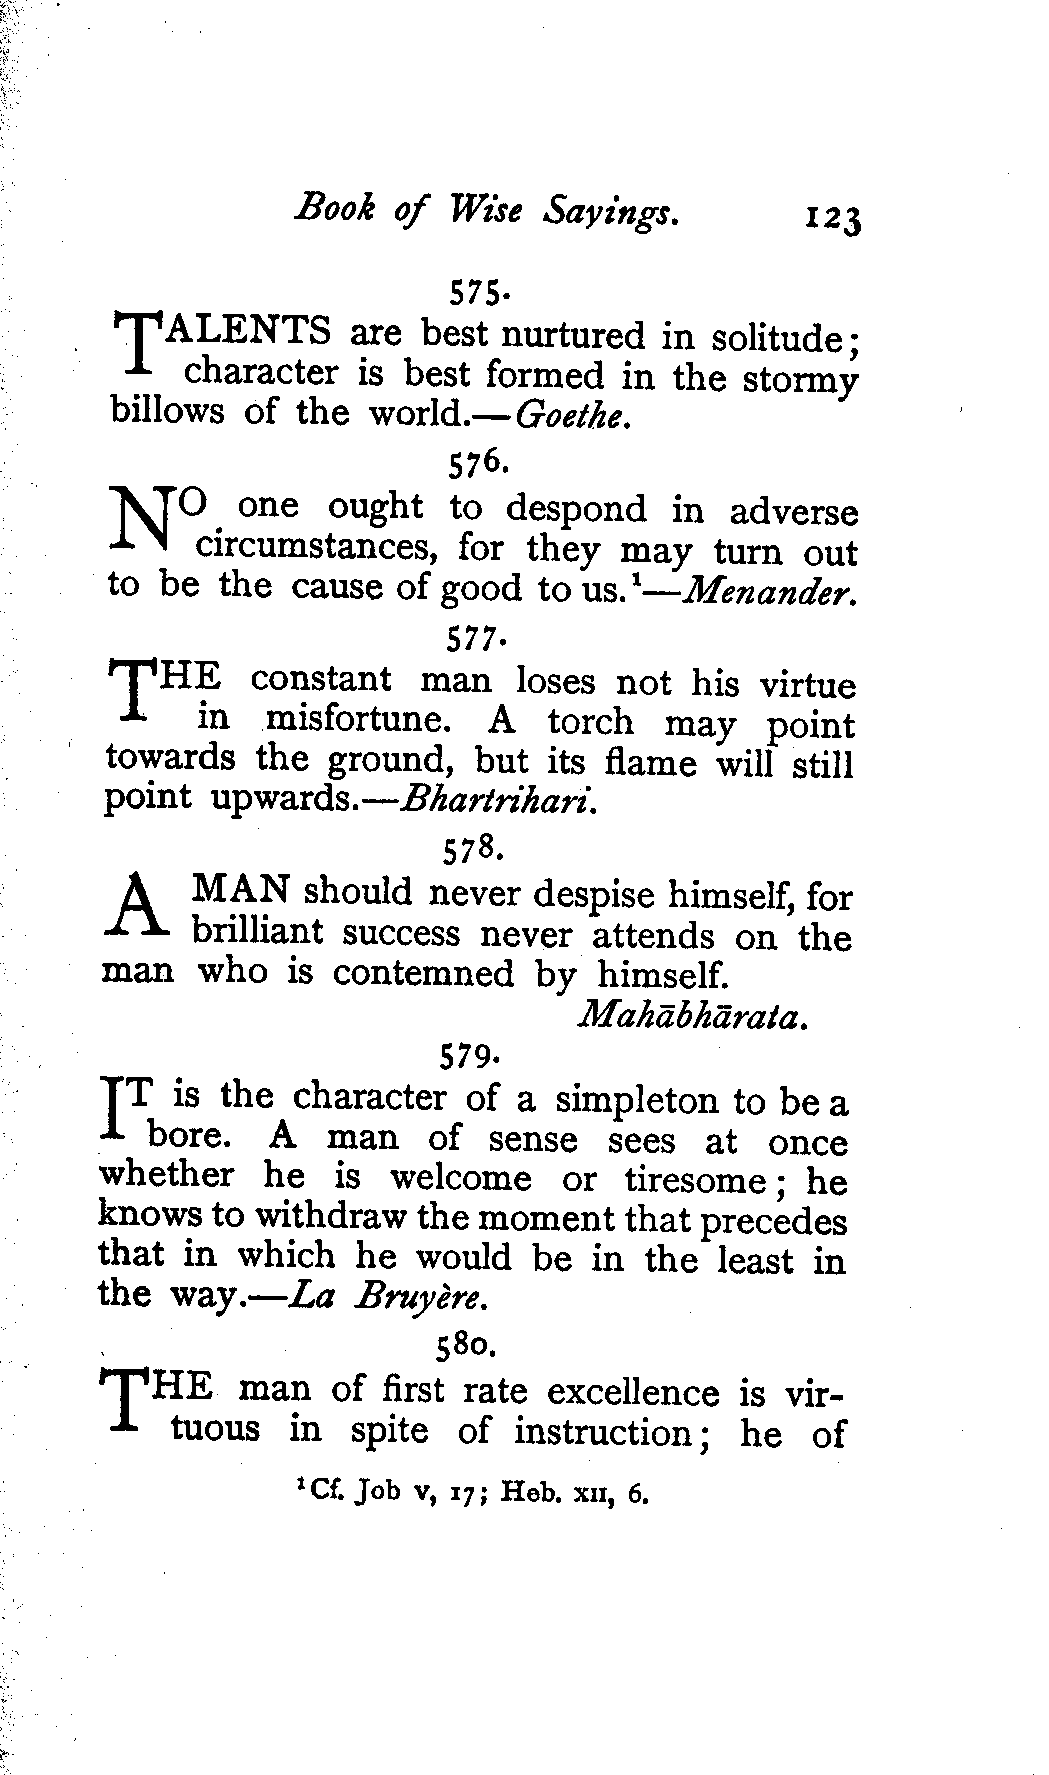 Book of Wise Sayings. 123
575.
TALENTS are best nurtured in solitude;
character is best formed in the stormy
billows of the world.—Goethe.
576.
NO one ought to despond in adverse
circumstances, for they may turn out
to be the cause of good to us.¹—Menander.
577.
THE constant man loses not his virtue
in misfortune. A torch may point
towards the ground, but its flame will still
point upwards.—Bhartrihari.
578.
A MAN should never despise himself, for
brilliant success never attends on the
man who is contemned by himself.
Mahābhārata.
579.
IT is the character of a simpleton to be a
bore. A man of sense sees at once
whether he is welcome or tiresome; he
knows to withdraw the moment that precedes
that in which he would be in the least in
the way.—La Bruyère.
580.
THE man of first rate excellence is vir-
tuous in spite of instruction; he of
¹Cf. Job v, 17; Heb. XII, 6.